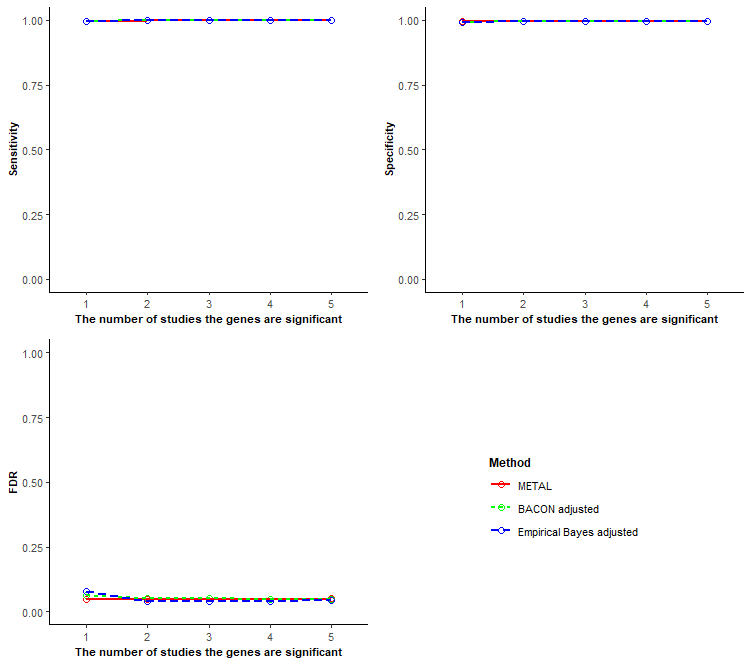 1.00
0.75
0.50
0.25
0.00
Sensitivity
1 2 3 4 5
The number of studies the genes are significant
1.00
0.75
0.50
0.25
0.00
Specificity
1 2 3 4 5
The number of studies the genes are significant
1.00
0.75
0.50
0.25
0.00
FDR
1 2 3 4 5
The number of studies the genes are significant
Method
METAL
BACON adjusted
Empirical Bayes adjusted